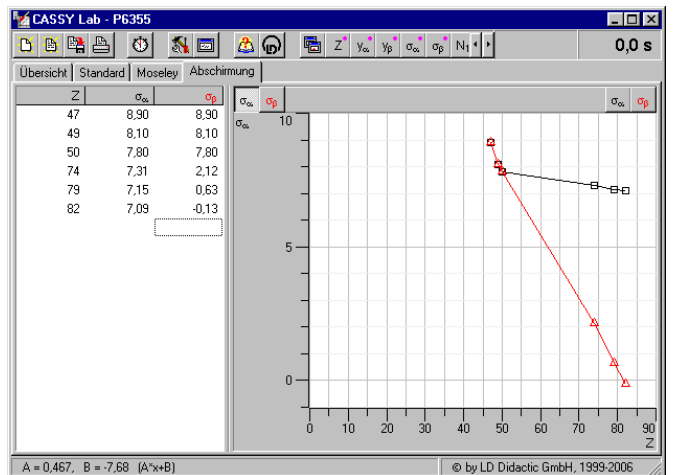 CASSY Lab - P6355
Z yα yβ σα σβ N₁ 0,0 s
Übersicht Standard Moseley Abschirmung
Z σα σβ
47 8,90 8,90
49 8,10 8,10
50 7,80 7,80
74 7,31 2,12
79 7,15 0,63
82 7,09 -0,13
σα σβ σα σβ
σα
10
5
0
0 10 20 30 40 50 60 70 80 90
Z
A = 0,467, B = -7,68 (A*x+B)
© by LD Didactic GmbH, 1999-2006